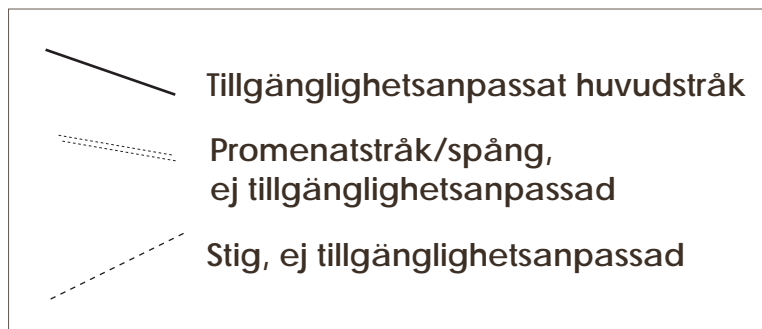 Tillgänglighetsanpassat huvudstråk
Promenatstråk/spång,
ej tillgänglighetsanpassad
Stig, ej tillgänglighetsanpassad